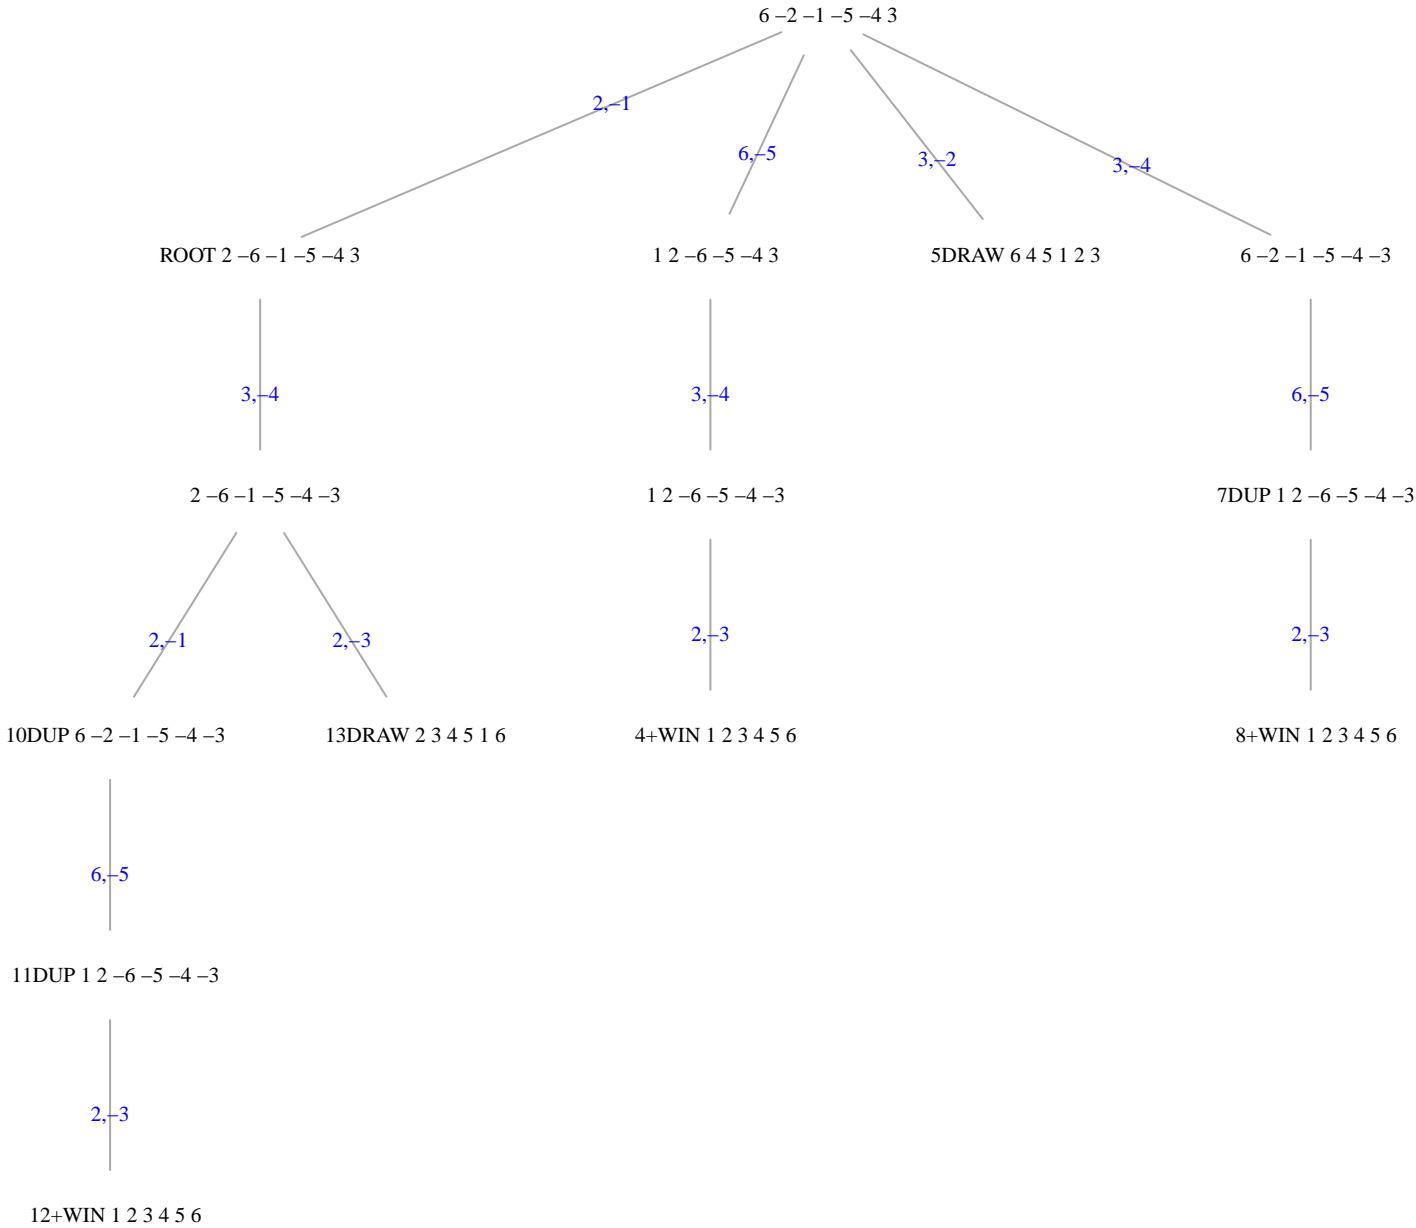 6 –2 –1 –5 –4 3
2,–1
6,–5
3,–2
3,–4
ROOT 2 –6 –1 –5 –4 3
1 2 –6 –5 –4 3
5DRAW 6 4 5 1 2 3
6 –2 –1 –5 –4 –3
3,–4
3,–4
6,–5
2 –6 –1 –5 –4 –3
1 2 –6 –5 –4 –3
7DUP 1 2 –6 –5 –4 –3
2,–1
2,–3
2,–3
2,–3
10DUP 6 –2 –1 –5 –4 –3
13DRAW 2 3 4 5 1 6
4+WIN 1 2 3 4 5 6
8+WIN 1 2 3 4 5 6
6,–5
11DUP 1 2 –6 –5 –4 –3
2,–3
12+WIN 1 2 3 4 5 6